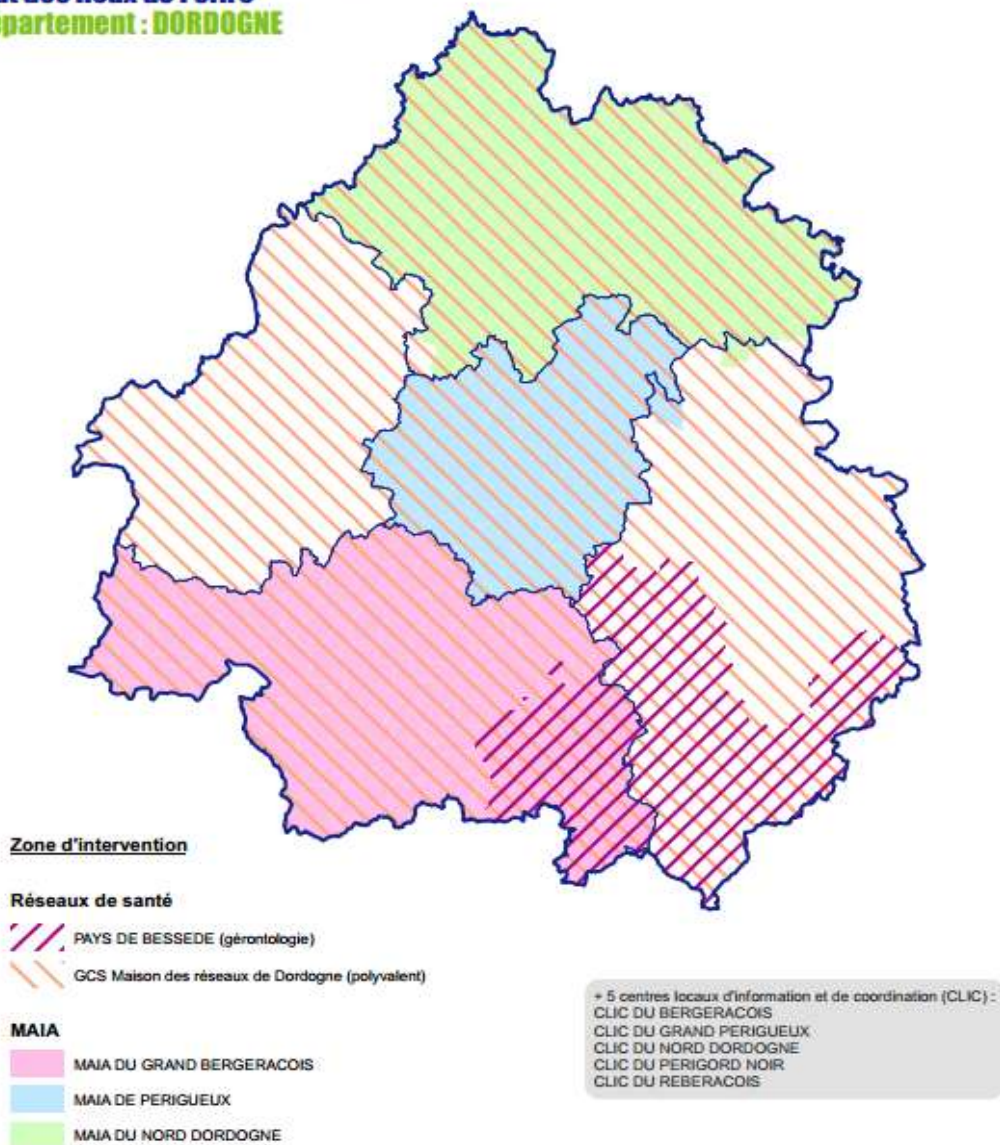 partement : DORDOGNE
Zone d'intervention
Réseaux de santé
PAYS DE BESSEDE (gérontologie)
GCS Maison des réseaux de Dordogne (polyvalent)
MAIA
MAIA DU GRAND BERGERACOIS
MAIA DE PERIGUEUX
MAIA DU NORD DORDOGNE
+ 5 centres locaux d'information et de coordination (CLIC) :
CLIC DU BERGERACOIS
CLIC DU GRAND PERIGUEUX
CLIC DU NORD DORDOGNE
CLIC DU PERIGORD NOIR
CLIC DU REBERACOIS